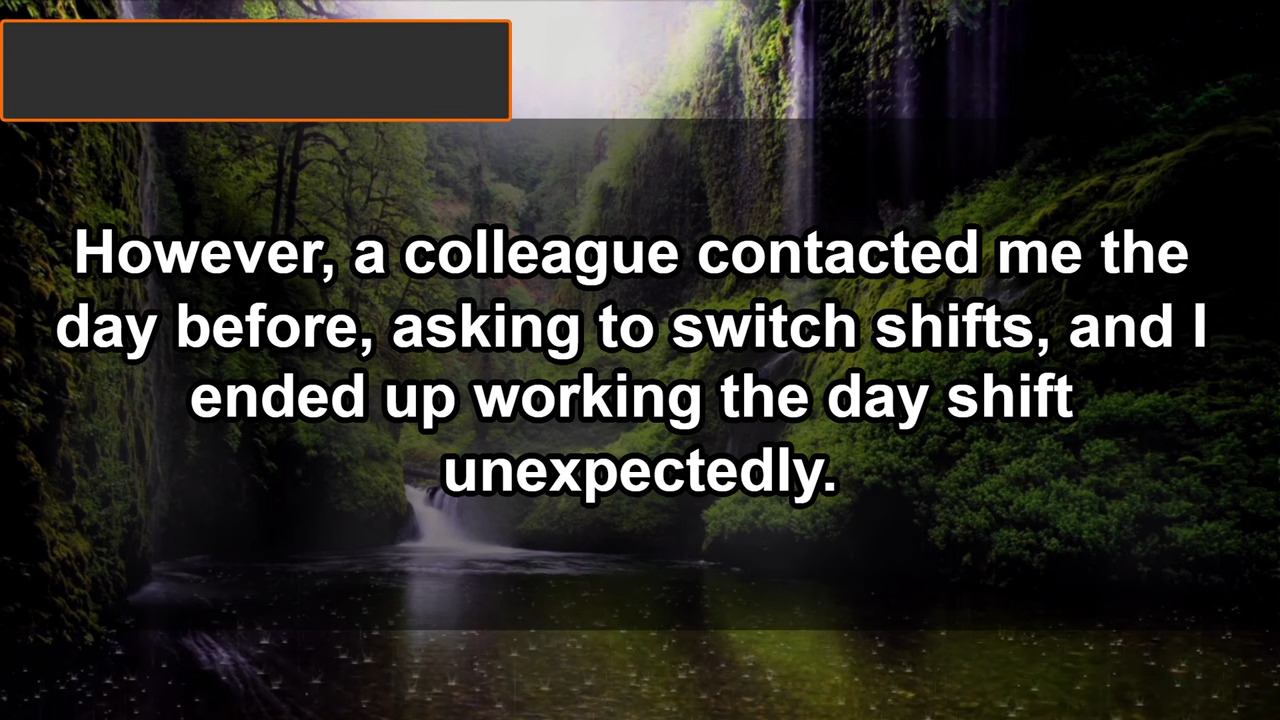 However, a colleague contacted me the
day before, asking to switch shifts, and I
ended up working the day shift
unexpectedly.